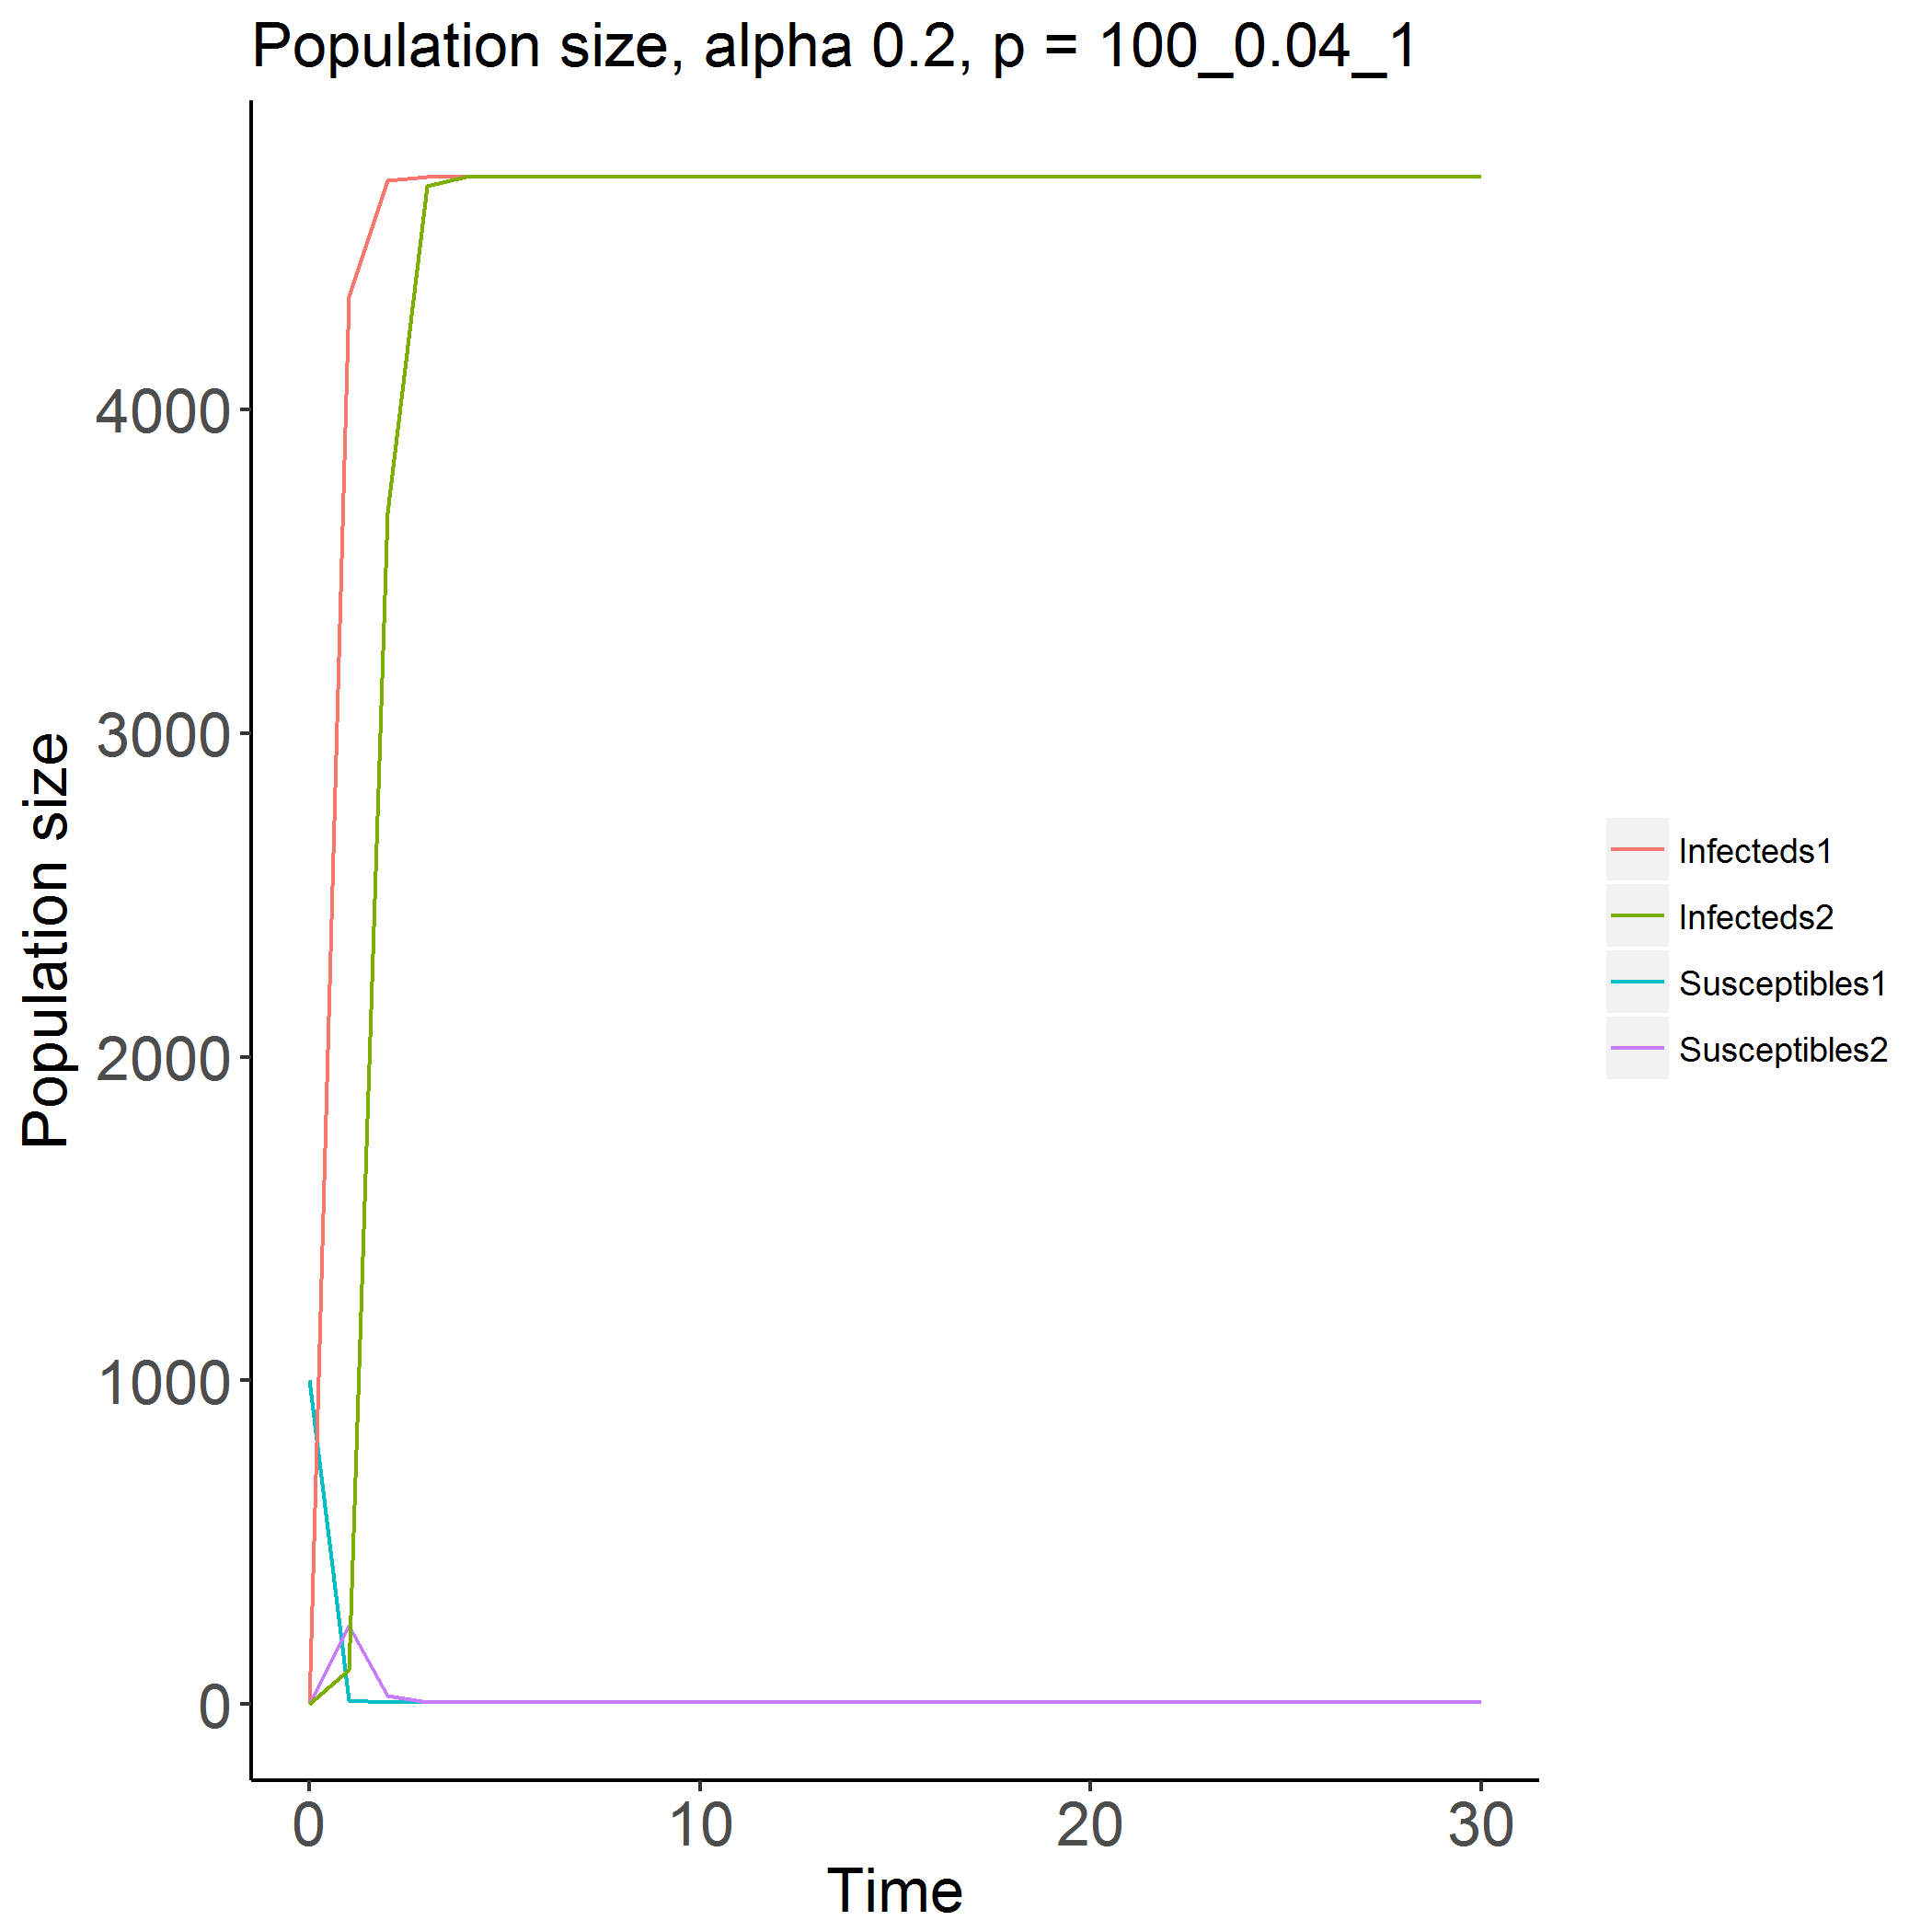 Population size, alpha 0.2, p = 100_0.04_1
Population size
4000
3000
2000
1000
0
0 10 20 30
Time
Infecteds1
Infecteds2
Susceptibles1
Susceptibles2